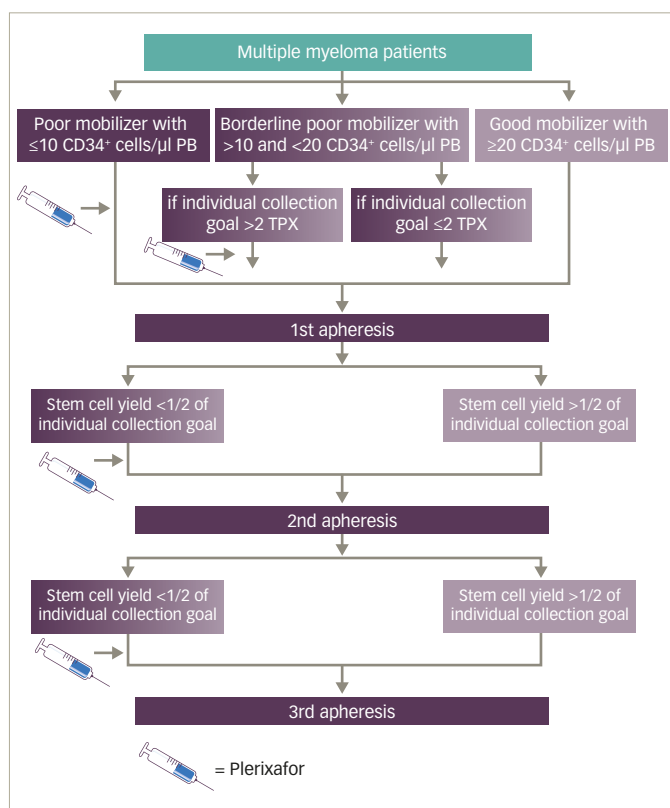 Multiple myeloma patients
Poor mobilizer with
≤10 CD34⁺ cells/µl PB
Borderline poor mobilizer with
>10 and <20 CD34⁺ cells/µl PB
Good mobilizer with
≥20 CD34⁺ cells/µl PB
if individual collection
goal >2 TPX
if individual collection
goal ≤2 TPX
1st apheresis
Stem cell yield <1/2 of
individual collection goal
Stem cell yield >1/2
of individual collection
goal
2nd apheresis
Stem cell yield <1/2 of
individual collection goal
Stem cell yield >1/2
of individual collection
goal
3rd apheresis
= Plerixafor